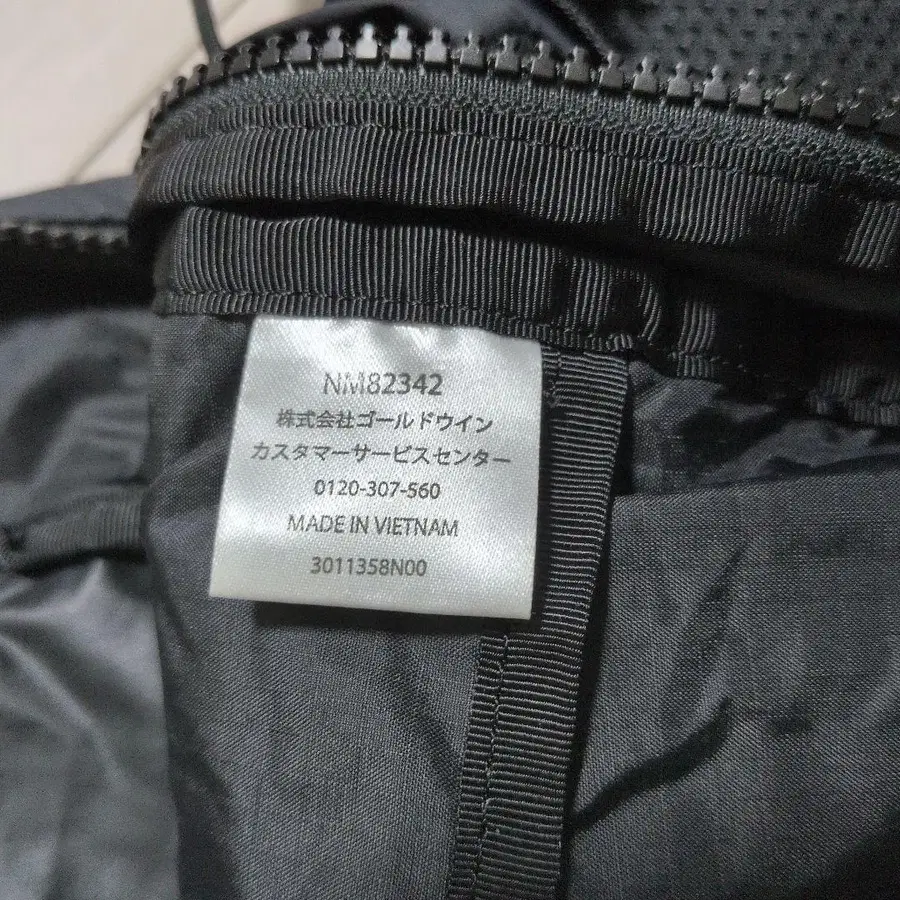 NM82342
株式会社ゴールドウイン
カスタマーサービスセンター
0120-307-560
MADE IN VIETNAM
3011358N00